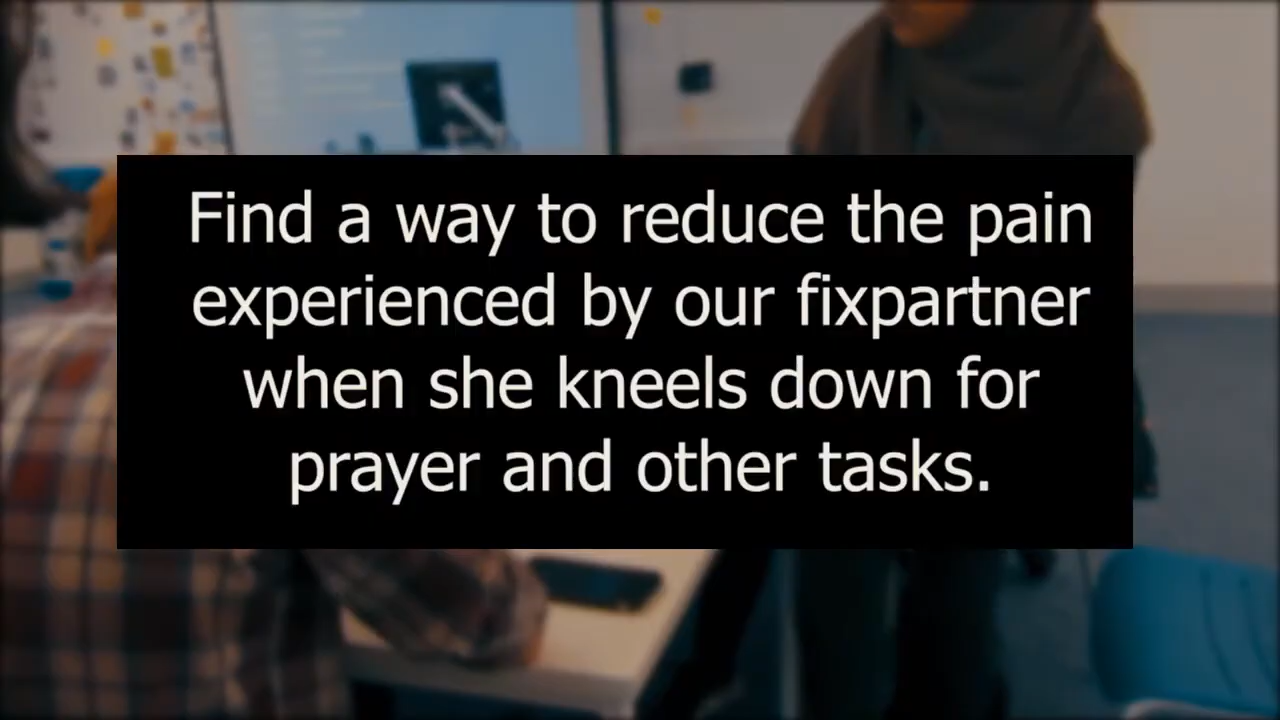 Find a way to reduce the pain
experienced by our fixpartner
when she kneels down for
prayer and other tasks.